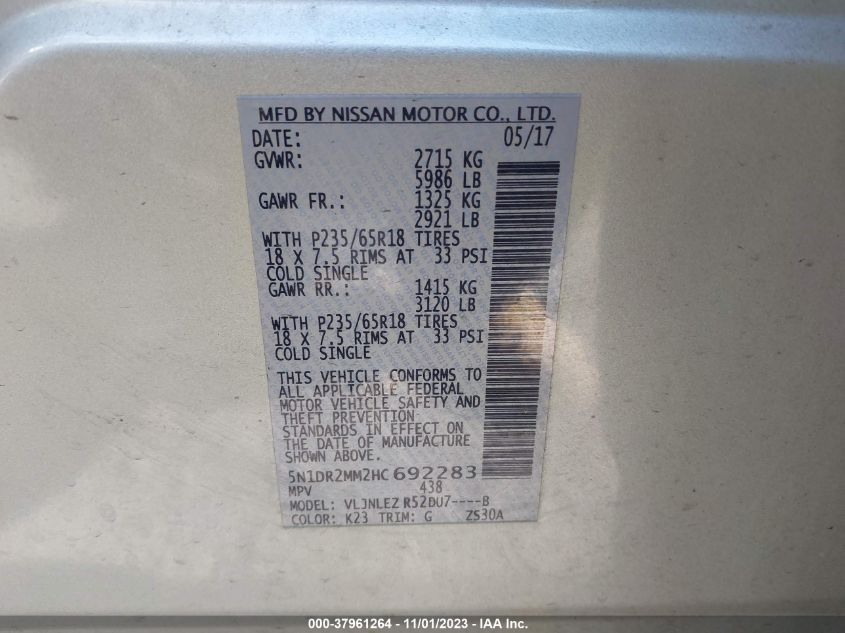 MFD BY NISSAN MOTOR CO., LTD.
DATE: 05/17
GVWR: 2715 KG
5986 LB
GAWR FR.: 1325 KG
2921 LB
WITH P235/65R18 TIRES
18 X 7.5 RIMS AT 33 PSI
COLD SINGLE
GAWR RR.: 1415 KG
3120 LB
WITH P235/65R18 TIRES
18 X 7.5 RIMS AT 33 PSI
COLD SINGLE
THIS VEHICLE CONFORMS TO
ALL APPLICABLE FEDERAL
MOTOR VEHICLE SAFETY AND
THEFT PREVENTION
STANDARDS IN EFFECT ON
THE DATE OF MANUFACTURE
SHOWN ABOVE.
5N1DR2MM2HC692283
MPV 438
MODEL: VLJNLEZ R52DU7----B
COLOR: K23 TRIM: G ZS30A
000-37961264 - 11/01/2023 - IAA Inc.